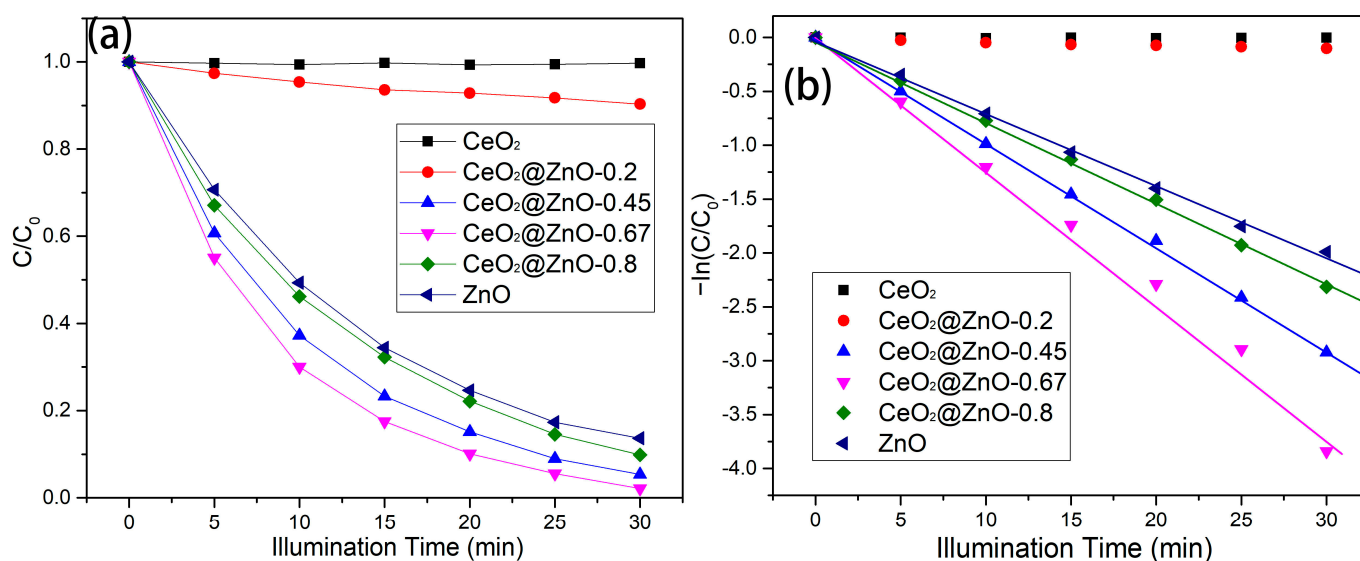 (a)
C/C₀
1.0
0.8
0.6
0.4
0.2
0.0
CeO₂
CeO₂@ZnO-0.2
CeO₂@ZnO-0.45
CeO₂@ZnO-0.67
CeO₂@ZnO-0.8
ZnO
0 5 10 15 20 25 30
Illumination Time (min)
(b)
−ln(C/C₀)
0.0
-0.5
-1.0
-1.5
-2.0
-2.5
-3.0
-3.5
-4.0
CeO₂
CeO₂@ZnO-0.2
CeO₂@ZnO-0.45
CeO₂@ZnO-0.67
CeO₂@ZnO-0.8
ZnO
0 5 10 15 20 25 30
Illumination Time (min)